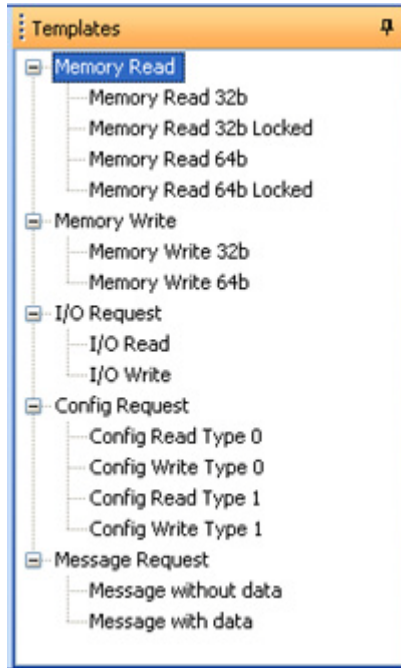 Templates
Memory Read
Memory Read 32b
Memory Read 32b Locked
Memory Read 64b
Memory Read 64b Locked
Memory Write
Memory Write 32b
Memory Write 64b
I/O Request
I/O Read
I/O Write
Config Request
Config Read Type 0
Config Write Type 0
Config Read Type 1
Config Write Type 1
Message Request
Message without data
Message with data